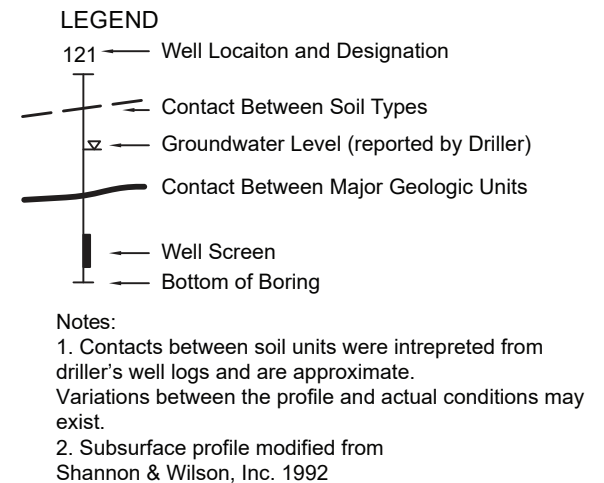 LEGEND
121 Well Locaiton and Designation
Contact Between Soil Types
Groundwater Level (reported by Driller)
Contact Between Major Geologic Units
Well Screen
Bottom of Boring
Notes:
1. Contacts between soil units were intrepreted from
driller's well logs and are approximate.
Variations between the profile and actual conditions may
exist.
2. Subsurface profile modified from
Shannon & Wilson, Inc. 1992